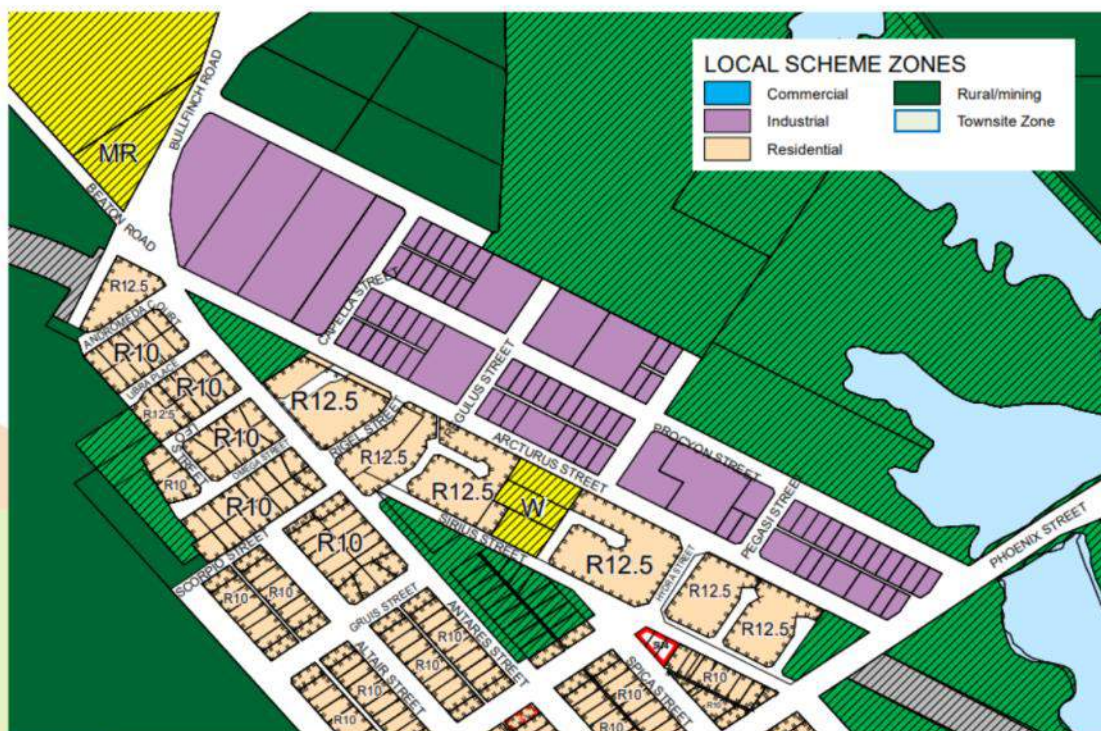 LOCAL SCHEME ZONES
Commercial
Rural/mining
Industrial
Townsite Zone
Residential
BULLFINCH ROAD
MR
BEATON ROAD
R12.5
ANDROMEDA COURT
R10
LIBRA PLACE
R10
R12.5
R10
OMEGA STREET
R10
R10
SCORPIO STREET
CAPELLA STREET
REGULUS STREET
R12.5
RIGEL STREET
R12.5
R12.5
ARCTURUS STREET
PROCYON STREET
W
SIRIUS STREET
R12.5
HYDRA STREET
PEGASI STREET
PHOENIX STREET
R12.5
R12.5
R10
R10
R10
GRUIS STREET
ANTARES STREET
R10
R10
ALTAIR STREET
R10
R10
SPICA STREET
R10
R10
R10
R10